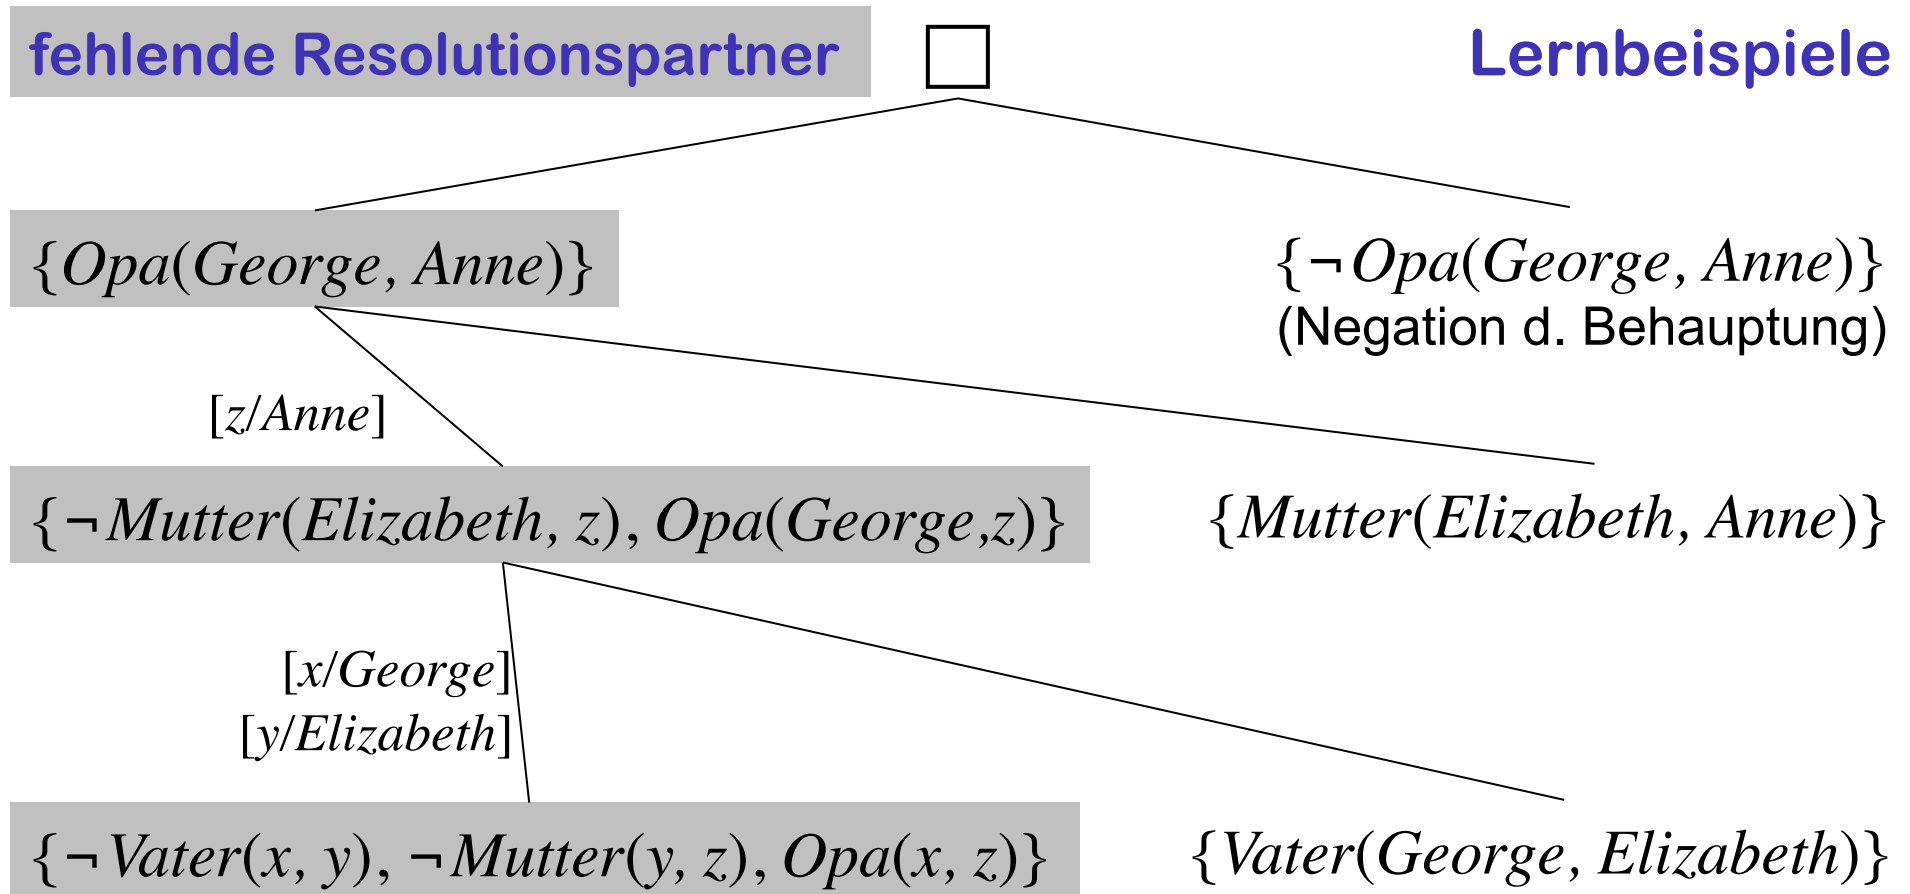 fehlende Resolutionspartner
Lernbeispiele
{Opa(George, Anne)}
{¬Opa(George, Anne)}
(Negation d. Behauptung)
[z/Anne]
{¬Mutter(Elizabeth, z), Opa(George,z)}
{Mutter(Elizabeth, Anne)}
[x/George]
[y/Elizabeth]
{¬Vater(x, y), ¬Mutter(y, z), Opa(x, z)}
{Vater(George, Elizabeth)}